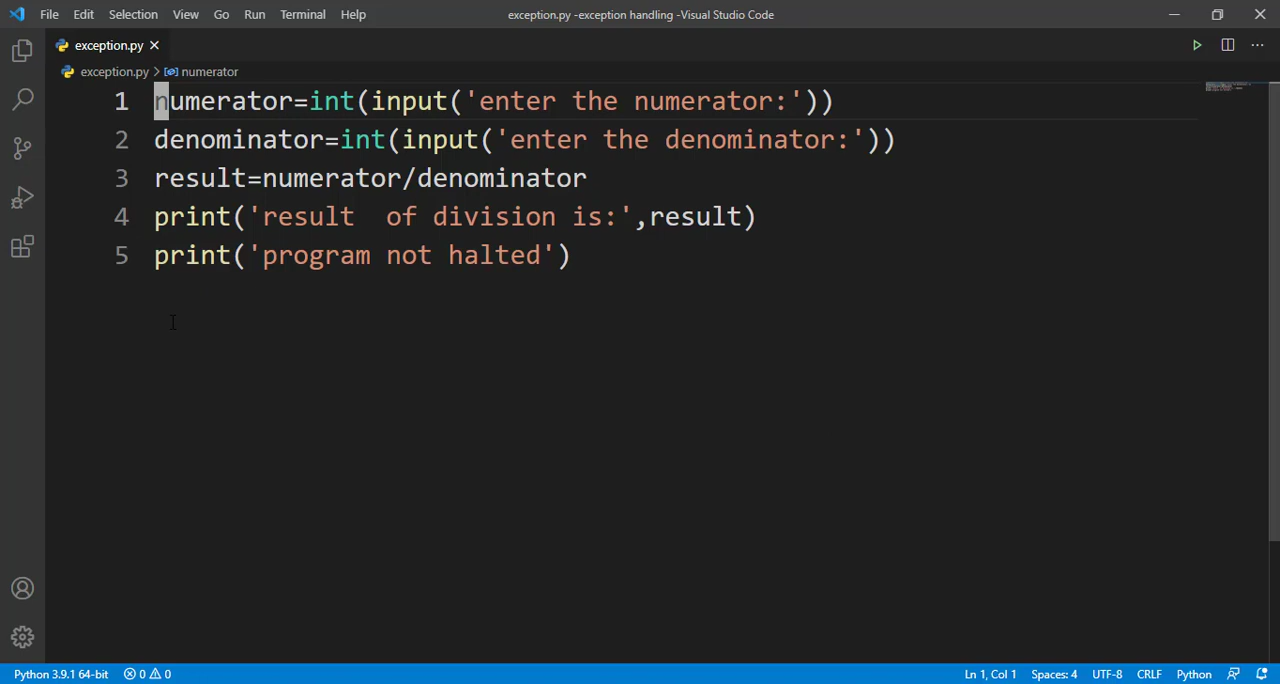 File Edit Selection View Go Run Terminal Help exception.py -exception handling -Visual Studio Code
exception.py
exception.py > numerator
1 numerator=int(input('enter the numerator:'))
2 denominator=int(input('enter the denominator:'))
3 result=numerator/denominator
4 print('result  of division is:',result)
5 print('program not halted')
Python 3.9.1 64-bit 0 0 Ln 1, Col 1 Spaces: 4 UTF-8 CRLF Python